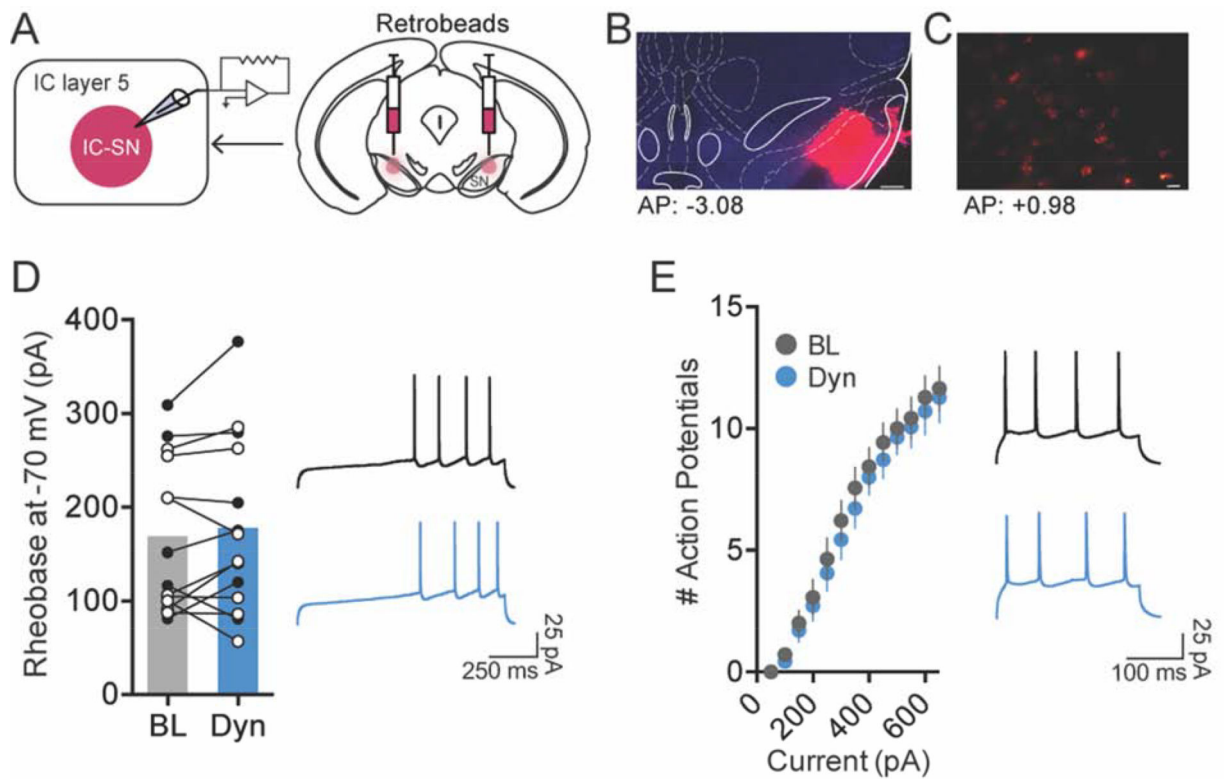 A
Retrobeads
IC layer 5
IC-SN
SN
B
AP: -3.08
C
AP: +0.98
D
Rheobase at -70 mV (pA)
400
300
200
100
0
BL Dyn
25 pA
250 ms
E
# Action Potentials
15
10
5
0
BL
Dyn
0 200 400 600
Current (pA)
25 pA
100 ms